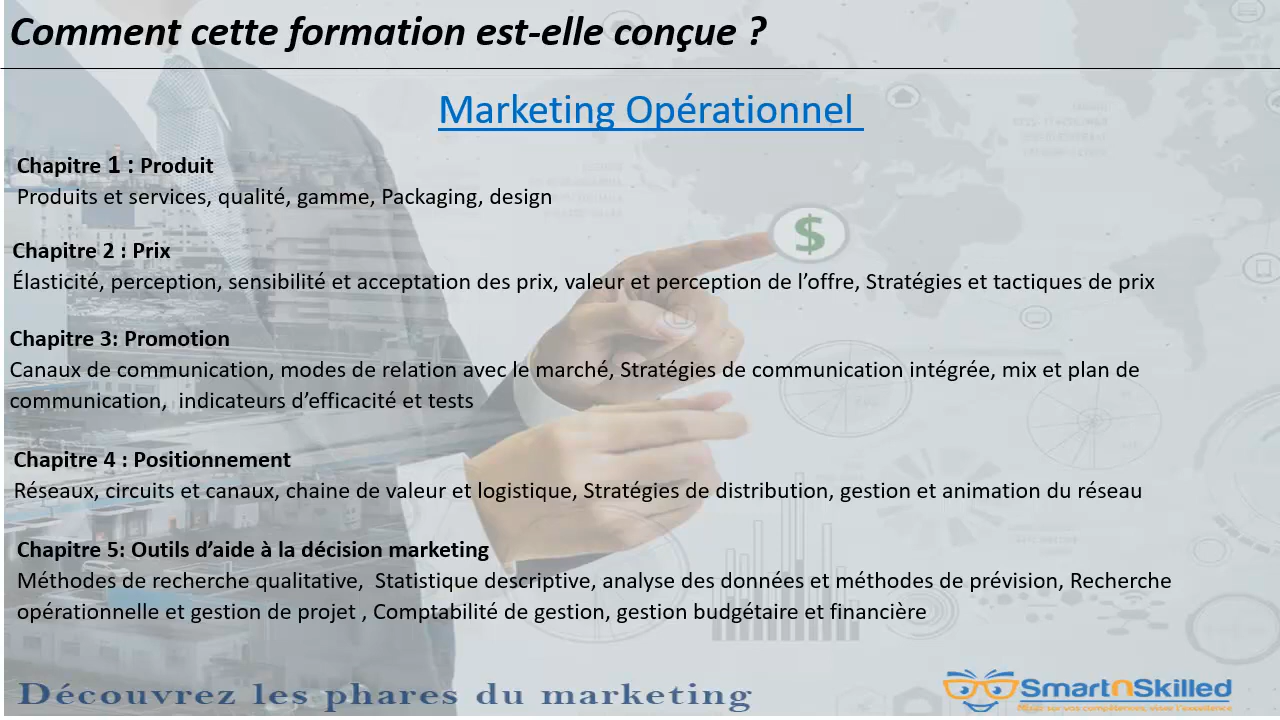 Comment cette formation est-elle conçue ?
Marketing Opérationnel
Chapitre 1 : Produit
Produits et services, qualité, gamme, Packaging, design
Chapitre 2 : Prix
Élasticité, perception, sensibilité et acceptation des prix, valeur et perception de l’offre, Stratégies et tactiques de prix
Chapitre 3: Promotion
Canaux de communication, modes de relation avec le marché, Stratégies de communication intégrée, mix et plan de
communication, indicateurs d’efficacité et tests
Chapitre 4 : Positionnement
Réseaux, circuits et canaux, chaine de valeur et logistique, Stratégies de distribution, gestion et animation du réseau
Chapitre 5: Outils d’aide à la décision marketing
Méthodes de recherche qualitative, Statistique descriptive, analyse des données et méthodes de prévision, Recherche
opérationnelle et gestion de projet , Comptabilité de gestion, gestion budgétaire et financière
Découvrez les phares du marketing
SmartnSkilled
Miser sur vos compétences, visez l'excellence
$